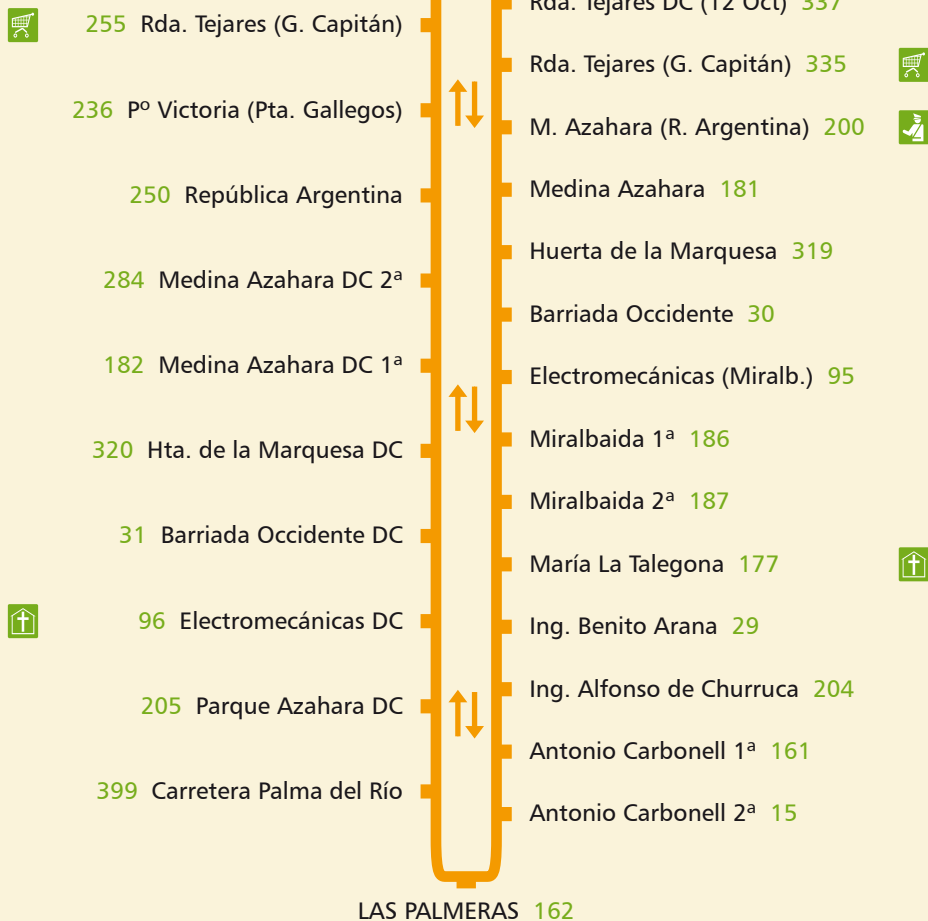 255 Rda. Tejares (G. Capitán)
236 Pº Victoria (Pta. Gallegos)
250 República Argentina
284 Medina Azahara DC 2ª
182 Medina Azahara DC 1ª
320 Hta. de la Marquesa DC
31 Barriada Occidente DC
96 Electromecánicas DC
205 Parque Azahara DC
399 Carretera Palma del Río
Rda. Tejares DC (12 Oct) 337
Rda. Tejares (G. Capitán) 335
M. Azahara (R. Argentina) 200
Medina Azahara 181
Huerta de la Marquesa 319
Barriada Occidente 30
Electromecánicas (Miralb.) 95
Miralbaida 1ª 186
Miralbaida 2ª 187
María La Talegona 177
Ing. Benito Arana 29
Ing. Alfonso de Churruca 204
Antonio Carbonell 1ª 161
Antonio Carbonell 2ª 15
LAS PALMERAS 162